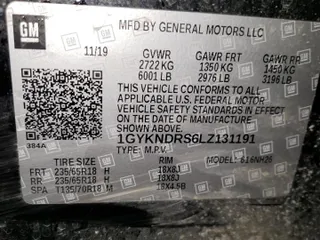 GM
MFD BY GENERAL MOTORS LLC
11/19 GVWR GAWR FRT GAWR RR
2722 KG 1350 KG 1450 KG
6001 LB 2976 LB 3196 LB
THIS VEHICLE CONFORMS TO ALL
APPLICABLE U.S. FEDERAL MOTOR
VEHICLE SAFETY STANDARDS IN
EFFECT ON THE DATE OF
MANUFACTURE SHOWN ABOVE.
1GYKNDRS6LZ131191
384A TYPE: M.P.V. MODEL: 6T6NH26
TIRE SIZE RIM
FRT 235/65R18 H 18X8J
RR 235/65R18 H 18X8J
SPA T135/70R18 M 18X4.5B